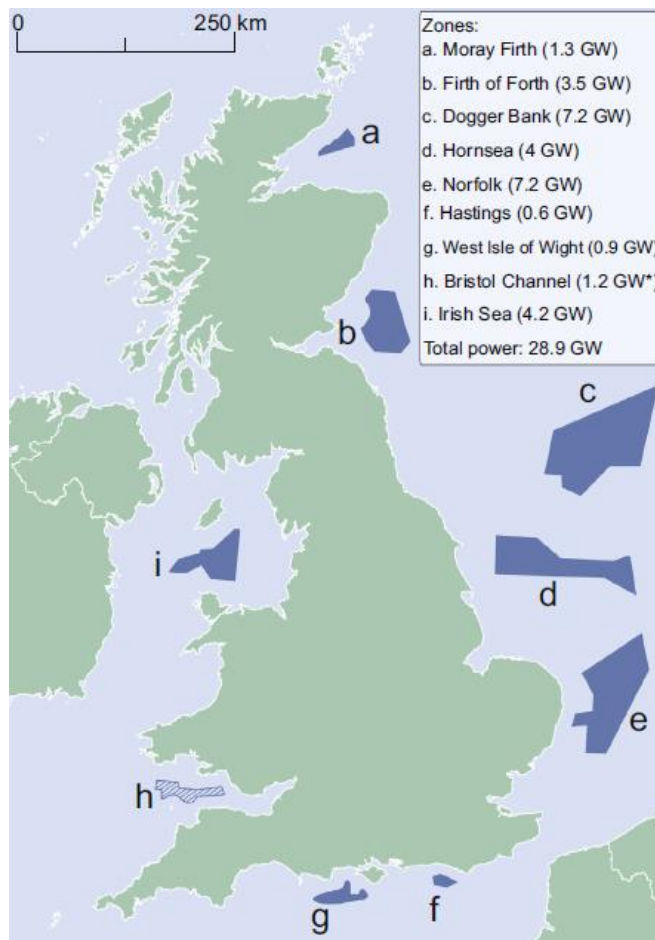 0 250 km
Zones:
a. Moray Firth (1.3 GW)
b. Firth of Forth (3.5 GW)
c. Dogger Bank (7.2 GW)
d. Hornsea (4 GW)
e. Norfolk (7.2 GW)
f. Hastings (0.6 GW)
g. West Isle of Wight (0.9 GW)
h. Bristol Channel (1.2 GW*)
i. Irish Sea (4.2 GW)
Total power: 28.9 GW
a
b
c
i
d
e
h
g
f